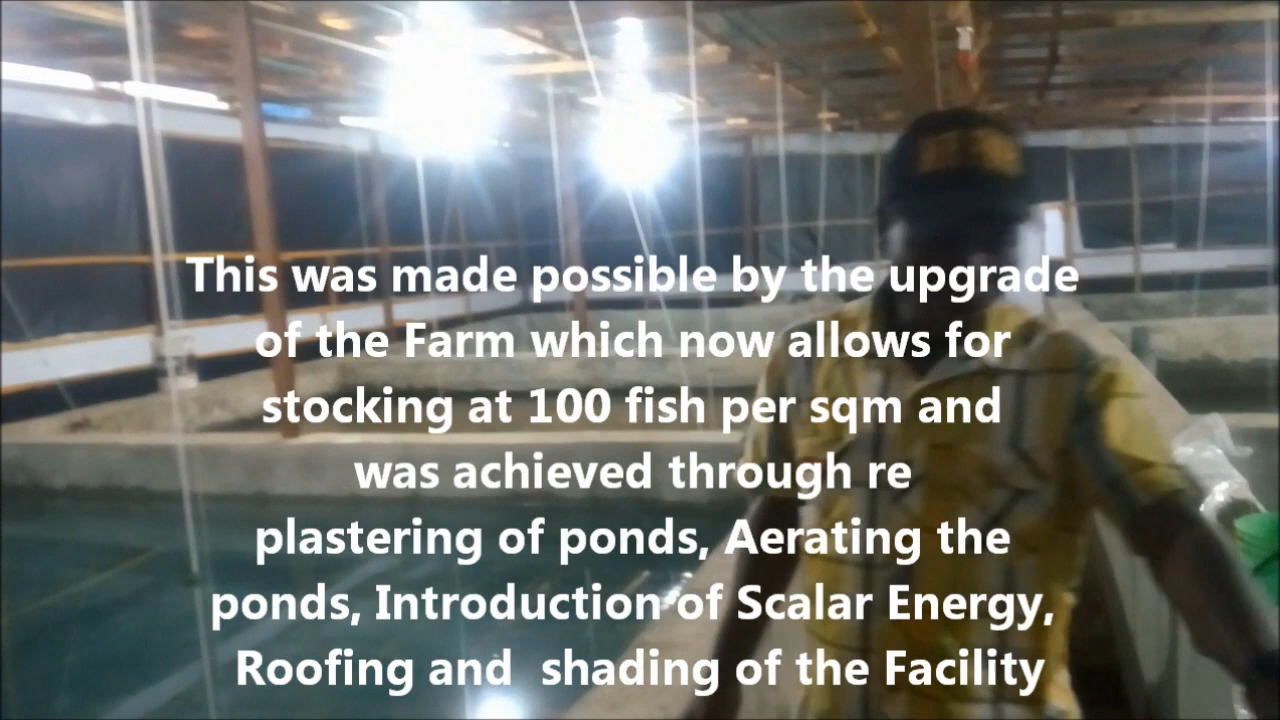 This was made possible by the upgrade
of the Farm which now allows for
stocking at 100 fish per sqm and
was achieved through re
plastering of ponds, Aerating the
ponds, Introduction of Scalar Energy,
Roofing and  shading of the Facility